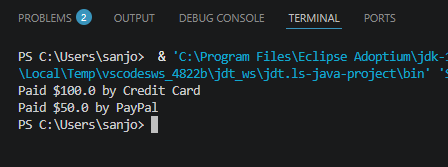 PROBLEMS 2 OUTPUT DEBUG CONSOLE TERMINAL PORTS
PS C:\Users\sanjo>  & 'C:\Program Files\Eclipse Adoptium\jdk-
\Local\Temp\vscodesws_4822b\jdt_ws\jdt.ls-java-project\bin' '
Paid $100.0 by Credit Card
Paid $50.0 by PayPal
PS C:\Users\sanjo>